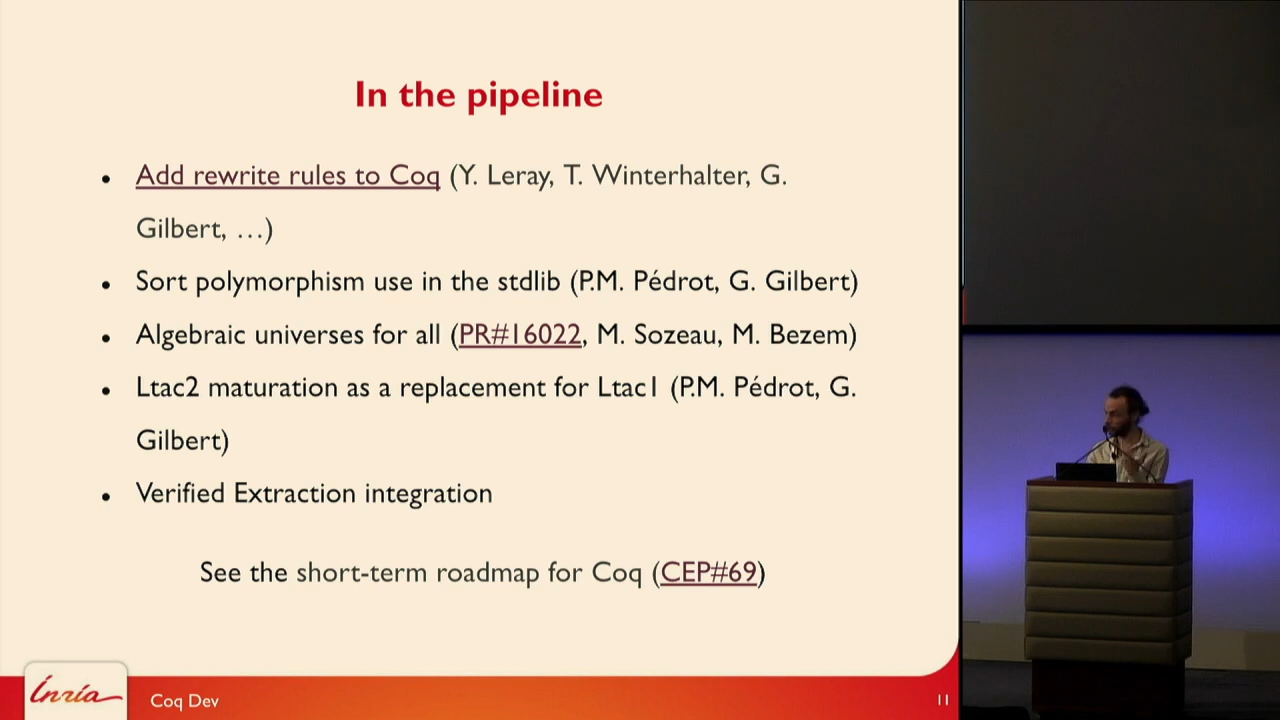 In the pipeline
• Add rewrite rules to Coq (Y. Leray, T. Winterhalter, G.
Gilbert, …)
• Sort polymorphism use in the stdlib (P.M. Pédrot, G. Gilbert)
• Algebraic universes for all (PR#16022, M. Sozeau, M. Bezem)
• Ltac2 maturation as a replacement for Ltac1 (P.M. Pédrot, G.
Gilbert)
• Verified Extraction integration
See the short-term roadmap for Coq (CEP#69)
Inria
Coq Dev
11